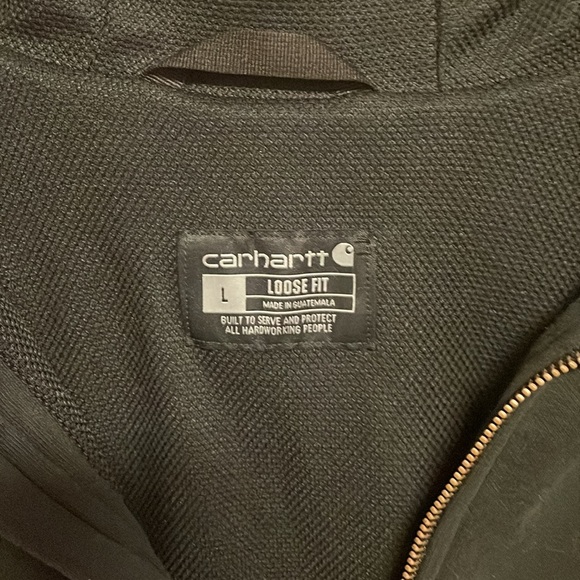 carhartt
L
LOOSE FIT
MADE IN GUATEMALA
BUILT TO SERVE AND PROTECT
ALL HARDWORKING PEOPLE